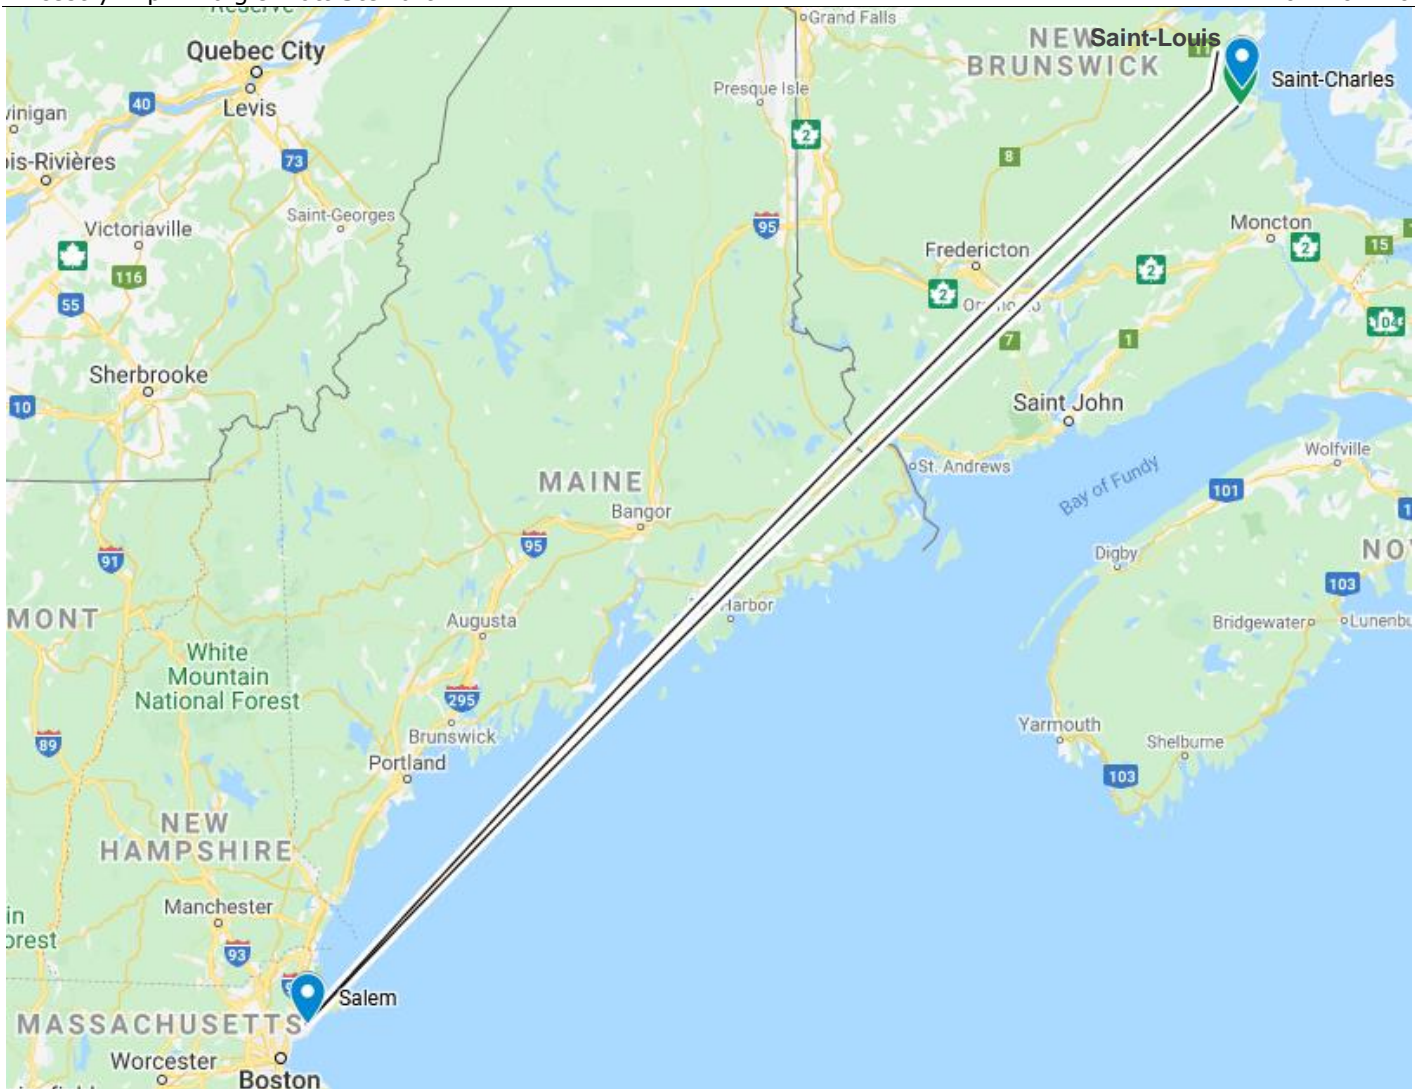 Grand Falls
NEW
BRUNSWICK
Saint-Louis
11
Saint-Charles
Quebec City
Levis
40
Presque Isle
2
8
73
Saint-Georges
Victoriaville
116
55
95
Fredericton
2
2
Moncton
2
15
104
7
1
Sherbrooke
10
Saint John
St. Andrews
Bay of Fundy
Wolfville
101
MAINE
Bangor
95
91
Digby
103
Harbor
Augusta
Bridgewater
White
Mountain
National Forest
295
Brunswick
89
Portland
Yarmouth
Shelburne
103
NEW
HAMPSHIRE
Manchester
93
Salem
MASSACHUSETTS
Worcester
Boston